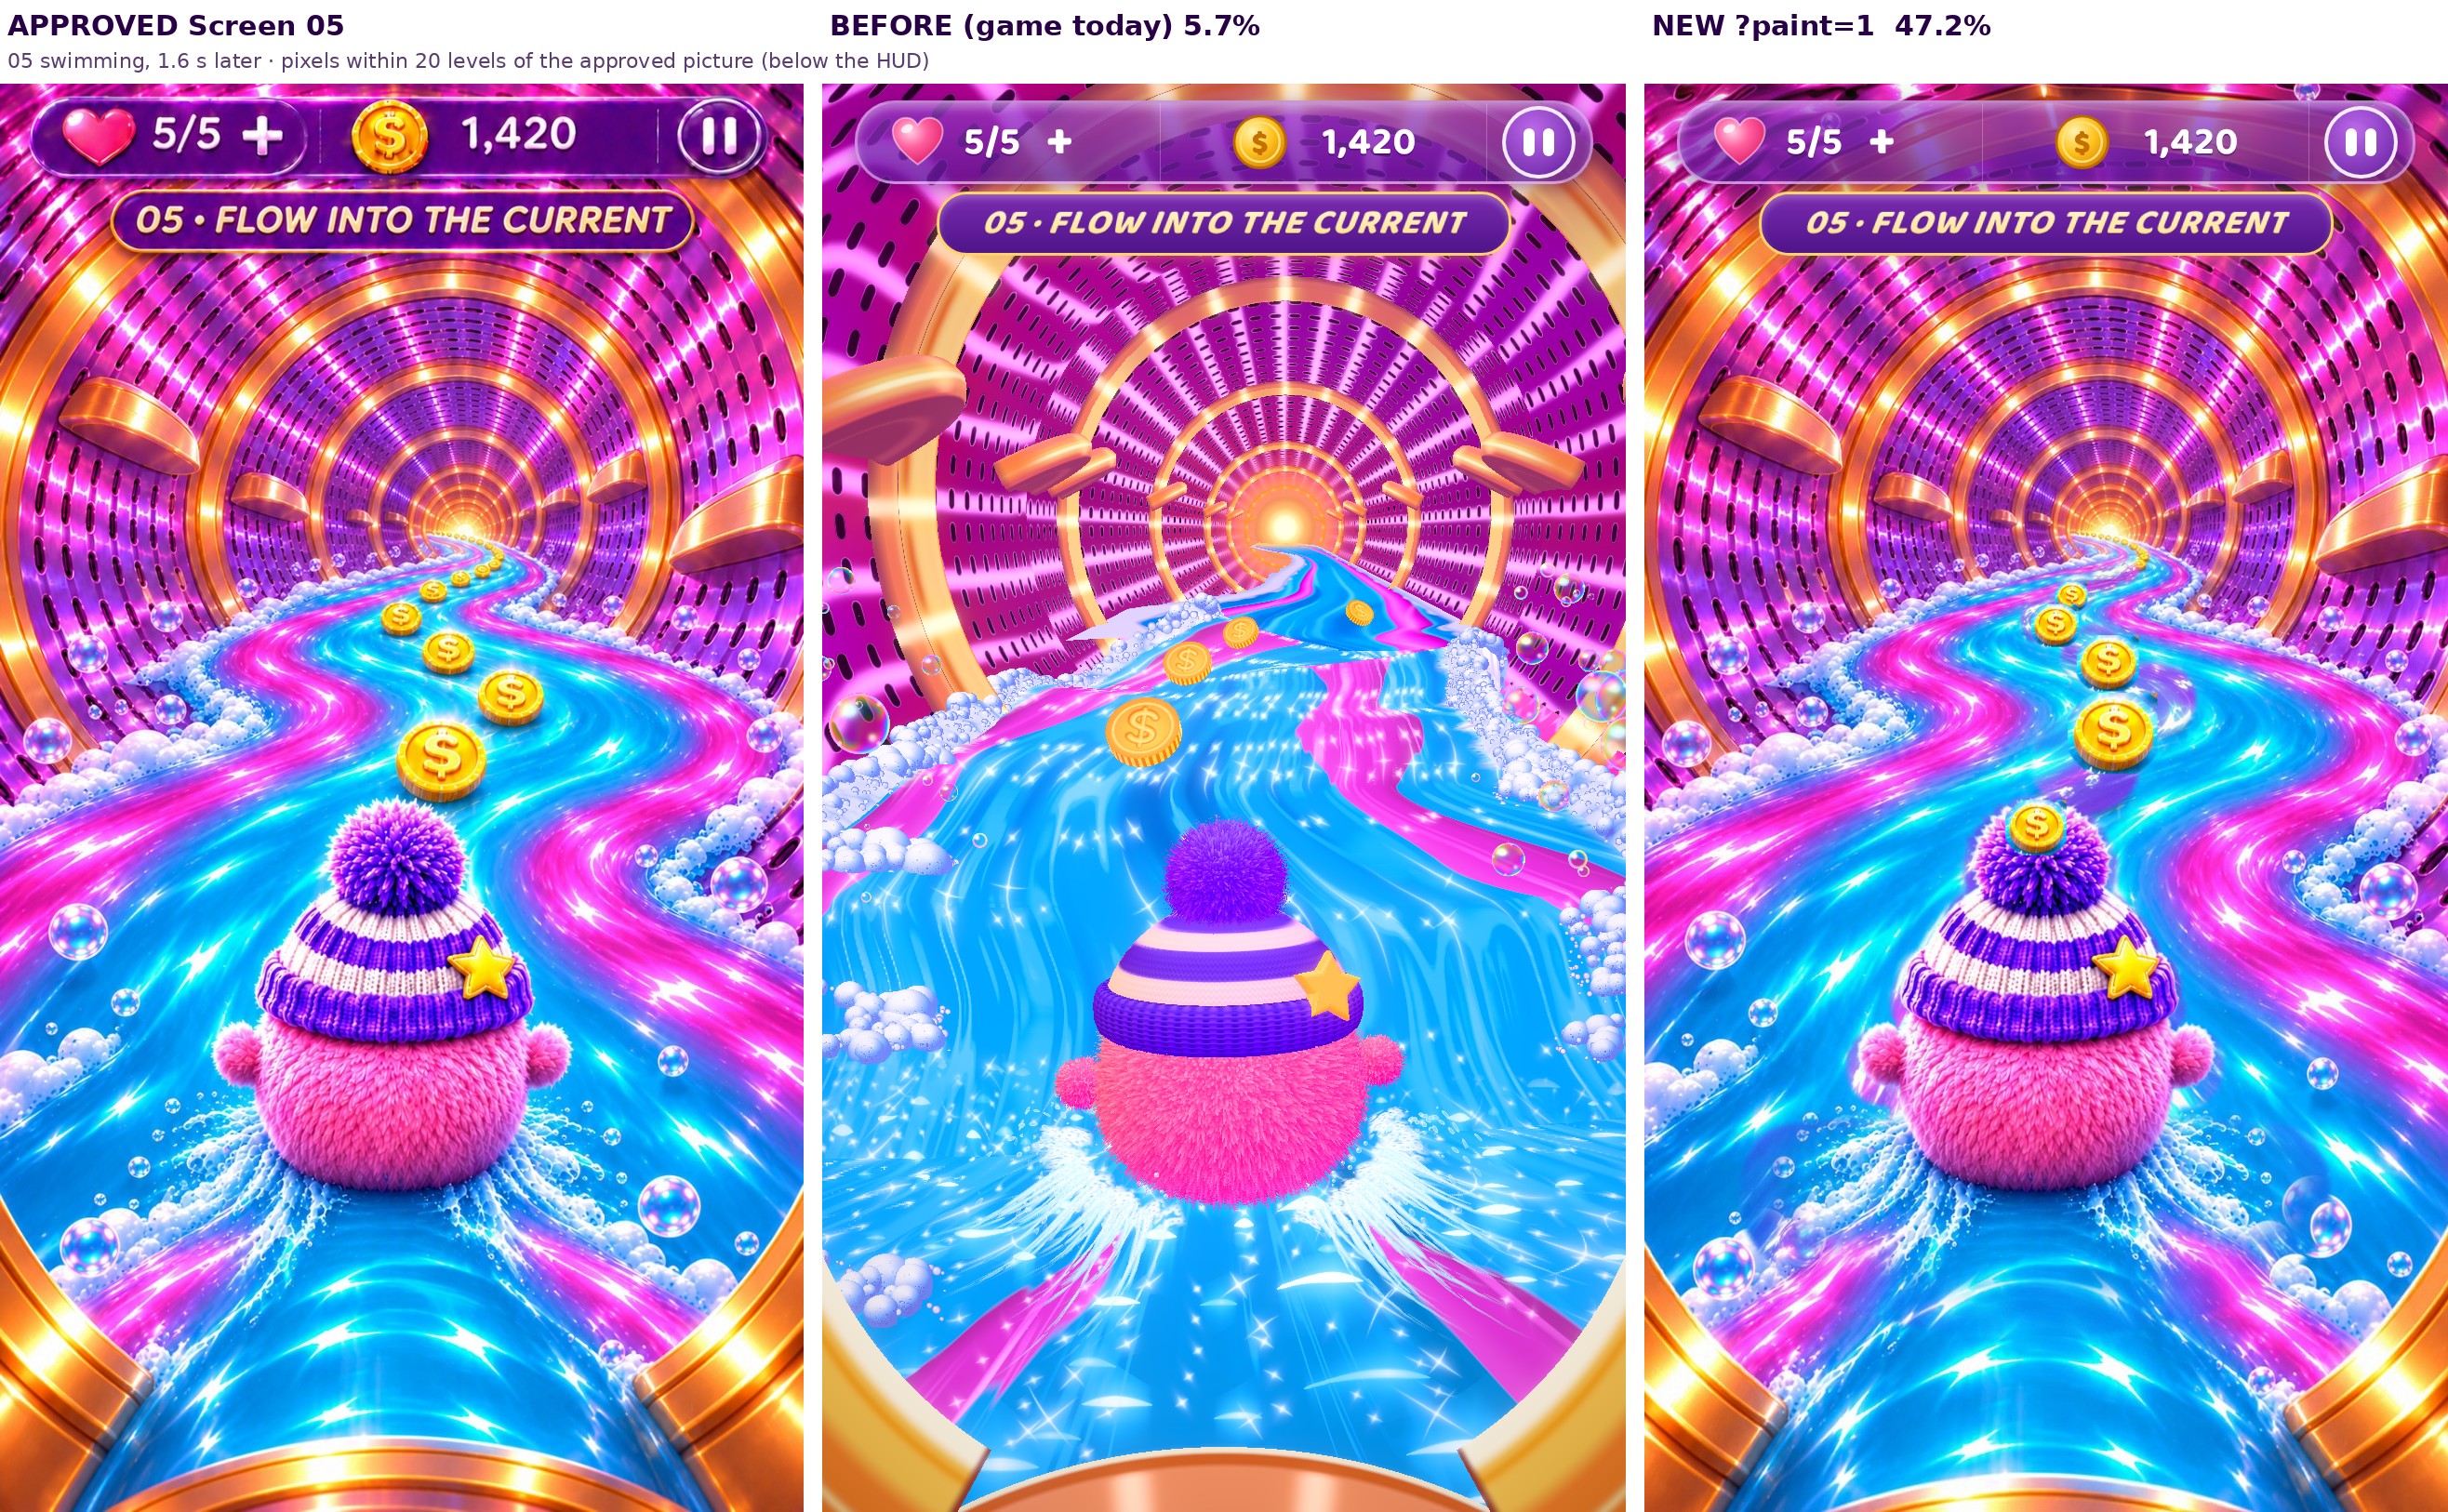 APPROVED Screen 05
BEFORE (game today) 5.7%
NEW ?paint=1 47.2%
05 swimming, 1.6 s later · pixels within 20 levels of the approved picture (below the HUD)
5/5 + $ 1,420
05 • FLOW INTO THE CURRENT
5/5 + $ 1,420
05 · FLOW INTO THE CURRENT
5/5 + $ 1,420
05 · FLOW INTO THE CURRENT
$
$
$
$
$
$
$
$
$
$
$
$
$
$